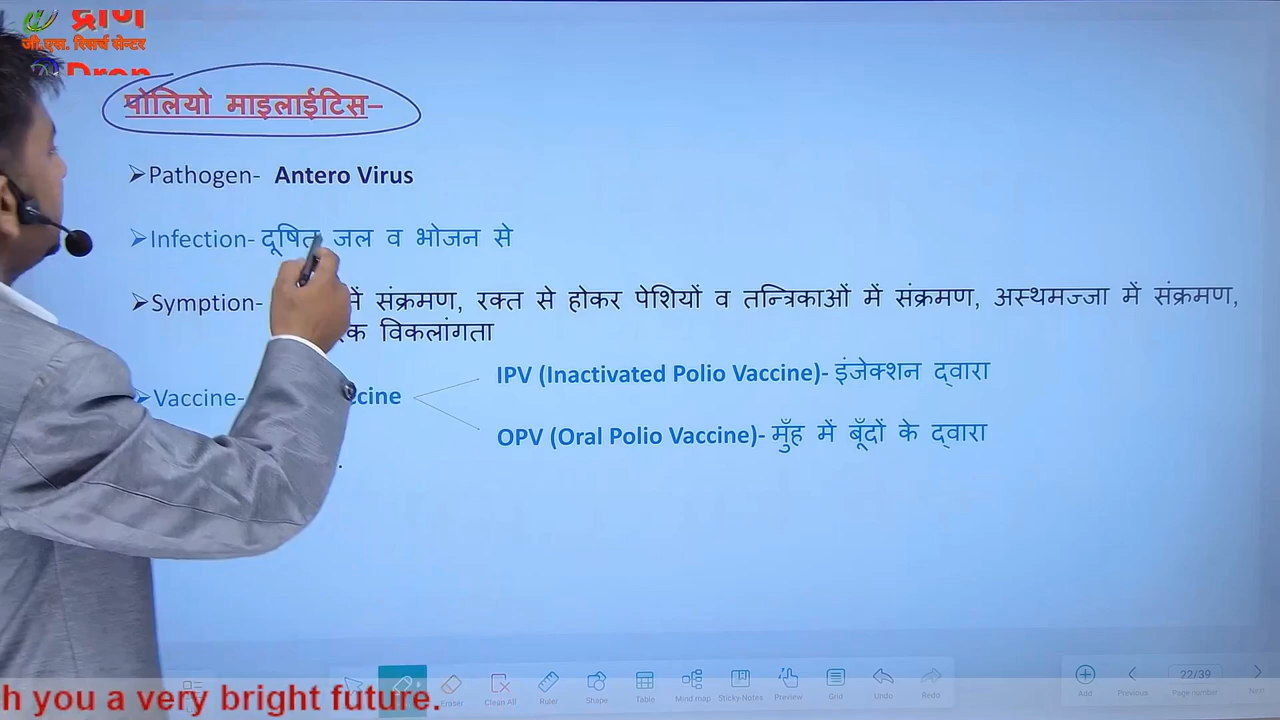 द्रोण
जी.एस. रिसर्च सेन्टर
Dron
पोलियो माइलाईटिस–
➢Pathogen- Antero Virus
➢Infection- दूषित जल व भोजन से
➢Symption- में संक्रमण, रक्त से होकर पेशियों व तन्त्रिकाओं में संक्रमण, अस्थमज्जा में संक्रमण,
विकलांगता
➢Vaccine-
IPV (Inactivated Polio Vaccine)- इंजेक्शन द्वारा
OPV (Oral Polio Vaccine)- मुँह में बूँदों के द्वारा
Eraser
Clean All
Ruler
Shape
Table
Mind map
Sticky-Notes
Preview
Grid
Undo
Redo
Add
Previous
22/39
Page number
Next
h you a very bright future.